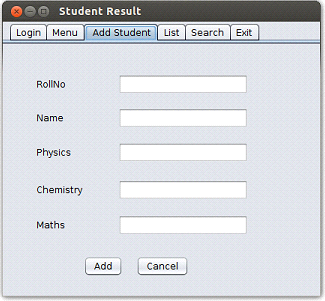 Student Result
Login Menu Add Student List Search Exit
RollNo
Name
Physics
Chemistry
Maths
Add Cancel